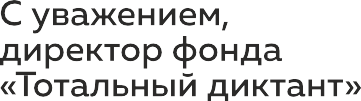 С уважением,
директор фонда
«Тотальный диктант»